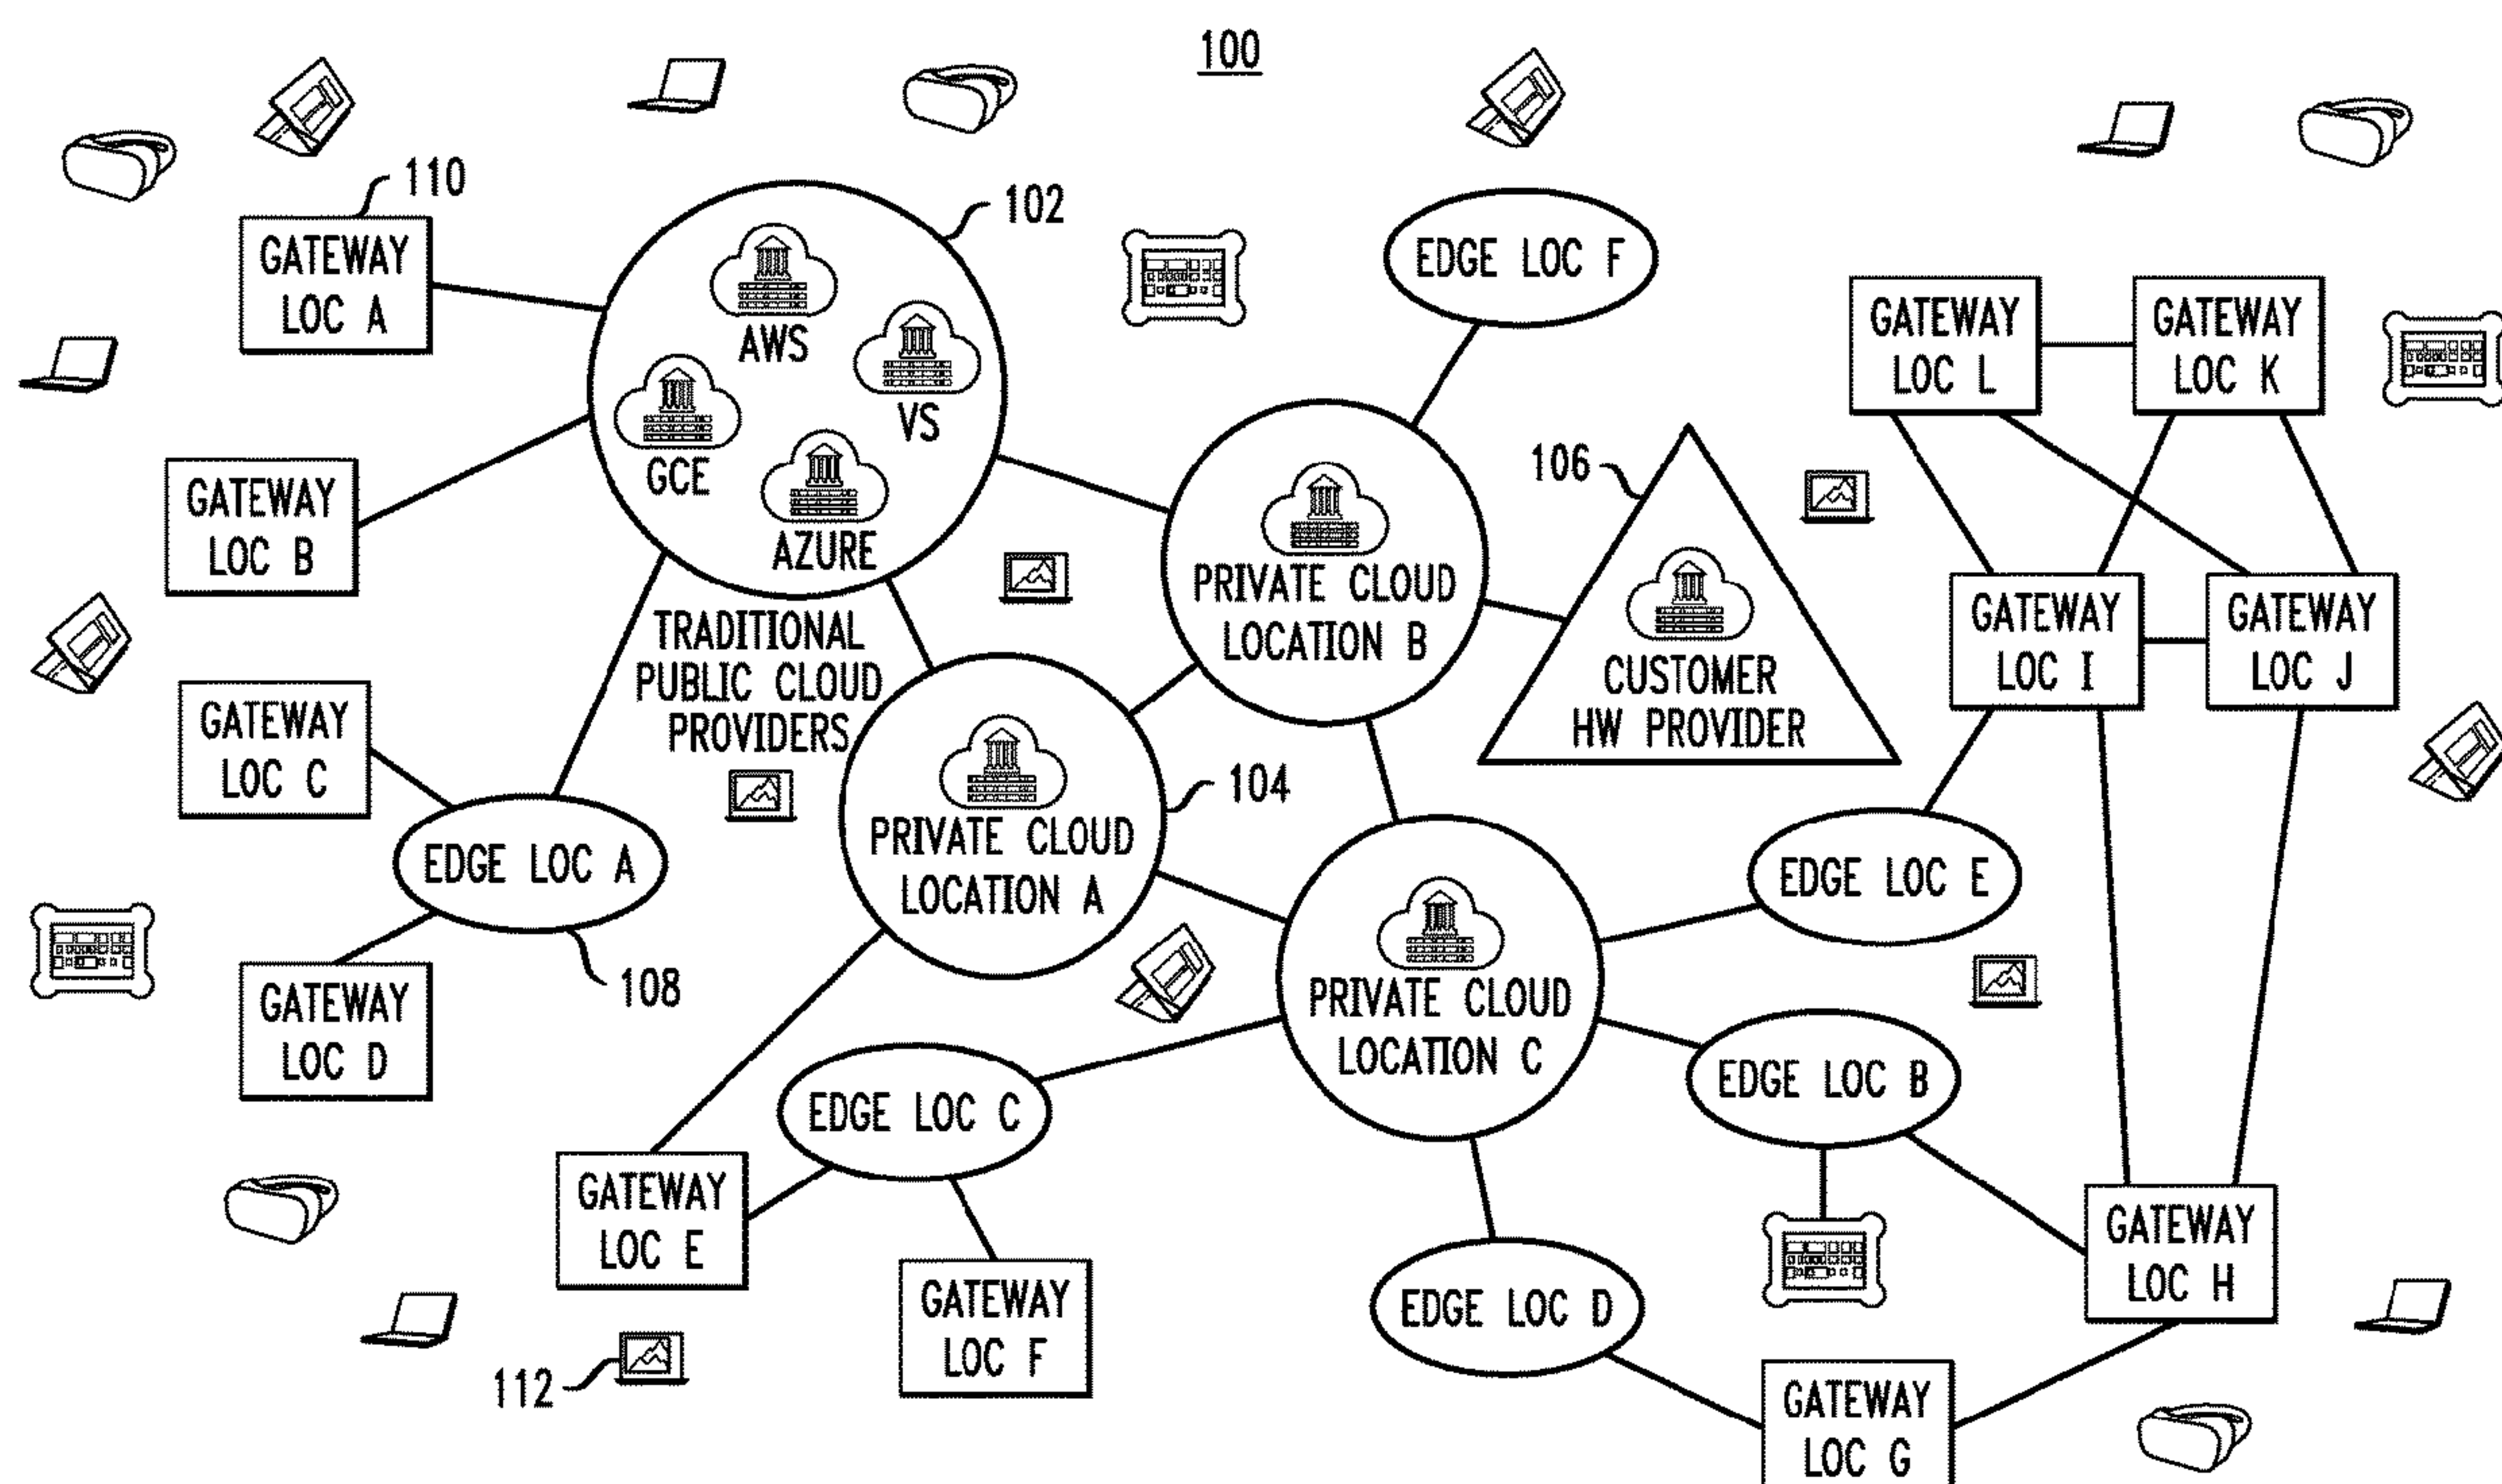 100
110
GATEWAY
LOC A
102
AWS
VS
GCE
AZURE
TRADITIONAL
PUBLIC CLOUD
PROVIDERS
EDGE LOC F
GATEWAY
LOC L
GATEWAY
LOC K
GATEWAY
LOC B
PRIVATE CLOUD
LOCATION B
106
CUSTOMER
HW PROVIDER
GATEWAY
LOC I
GATEWAY
LOC J
GATEWAY
LOC C
104
PRIVATE CLOUD
LOCATION A
EDGE LOC A
108
EDGE LOC E
GATEWAY
LOC D
PRIVATE CLOUD
LOCATION C
EDGE LOC C
EDGE LOC B
GATEWAY
LOC E
GATEWAY
LOC F
EDGE LOC D
GATEWAY
LOC H
112
GATEWAY
LOC G